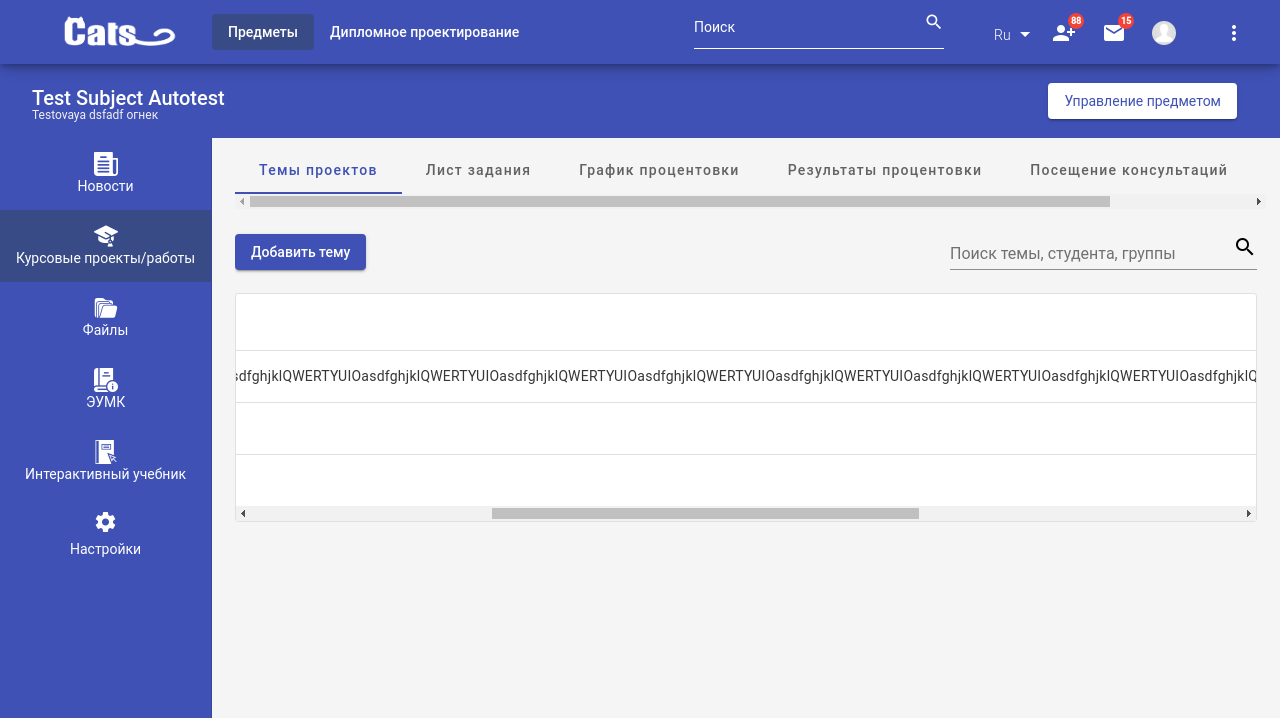 Cats
Предметы
Дипломное проектирование
Поиск
Ru
88
15
Test Subject Autotest
Testovaya dsfadf огнек
Управление предметом
Новости
Курсовые проекты/работы
Файлы
ЭУМК
Интерактивный учебник
Настройки
Темы проектов
Лист задания
График процентовки
Результаты процентовки
Посещение консультаций
Добавить тему
Поиск темы, студента, группы
sdfghjklQWERTYUIOasdfghjklQWERTYUIOasdfghjklQWERTYUIOasdfghjklQWERTYUIOasdfghjklQWERTYUIOasdfghjklQWERTYUIOasdfghjklQWERTYUIOasdfghjklQ